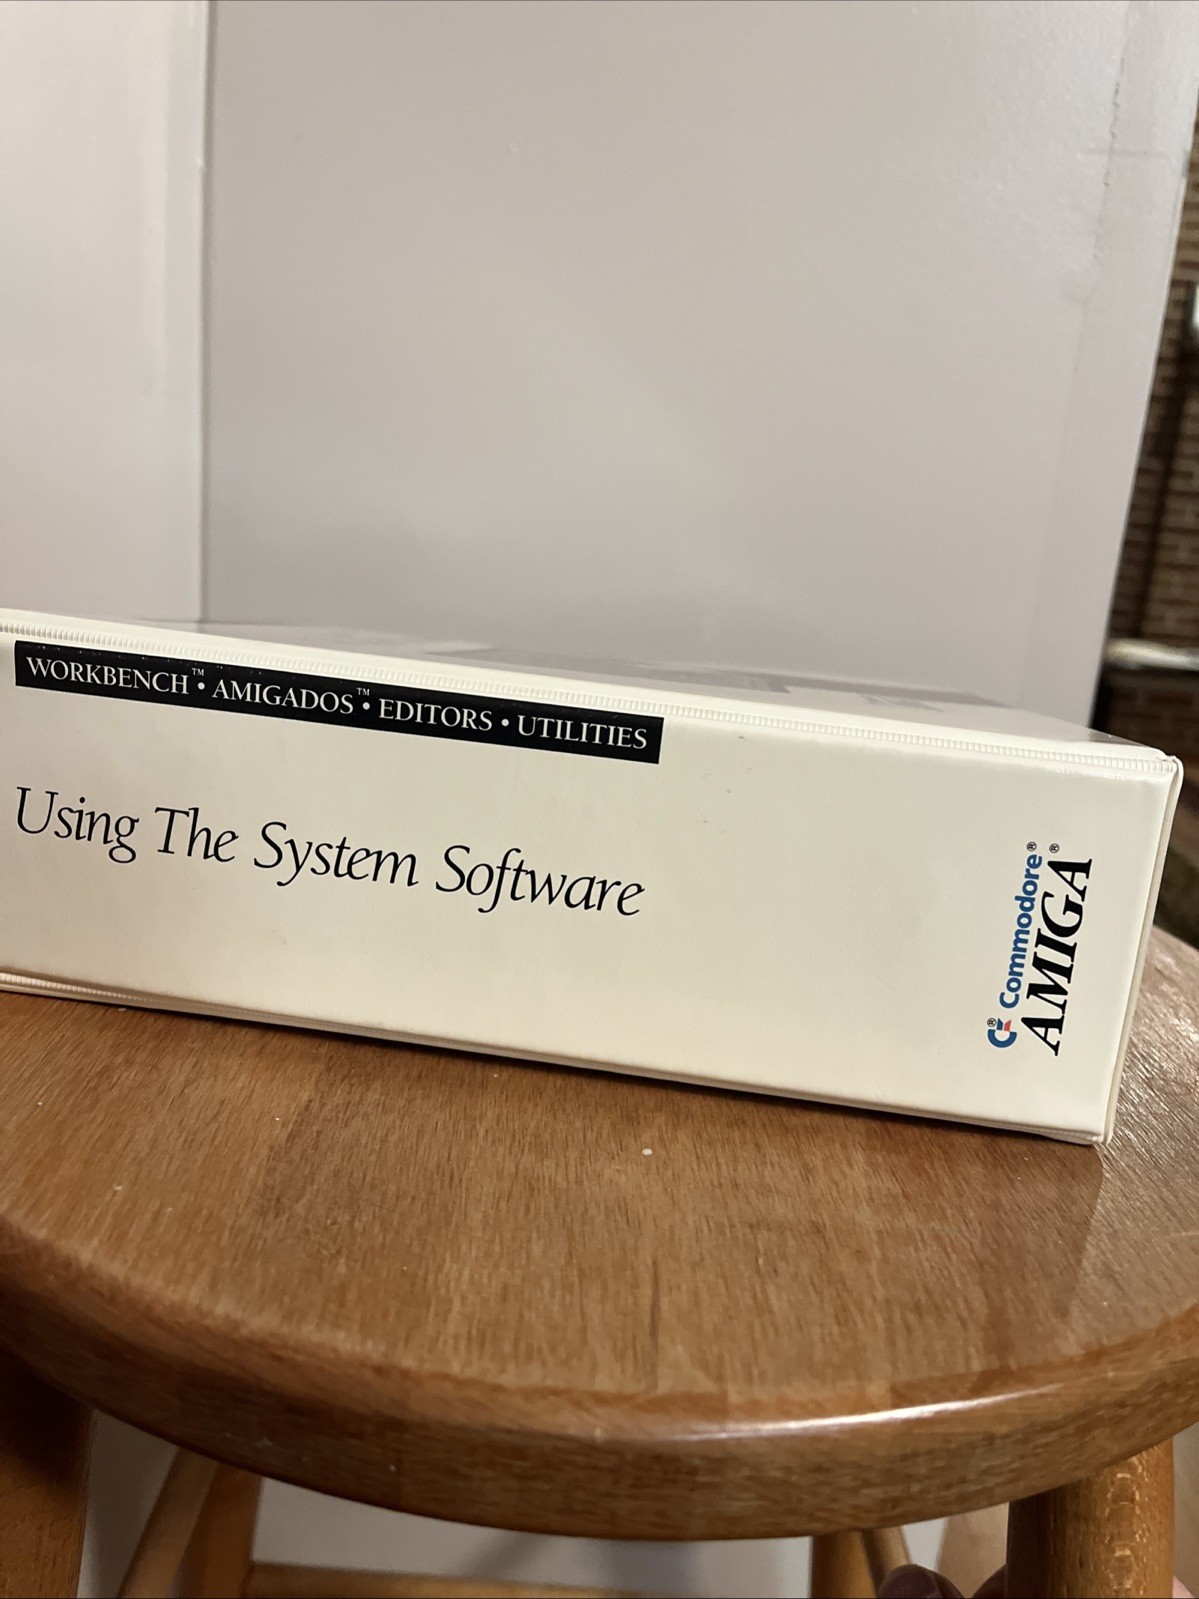 WORKBENCH™ • AMIGADOS™ • EDITORS • UTILITIES
Using The System Software
C® Commodore®
AMIGA®